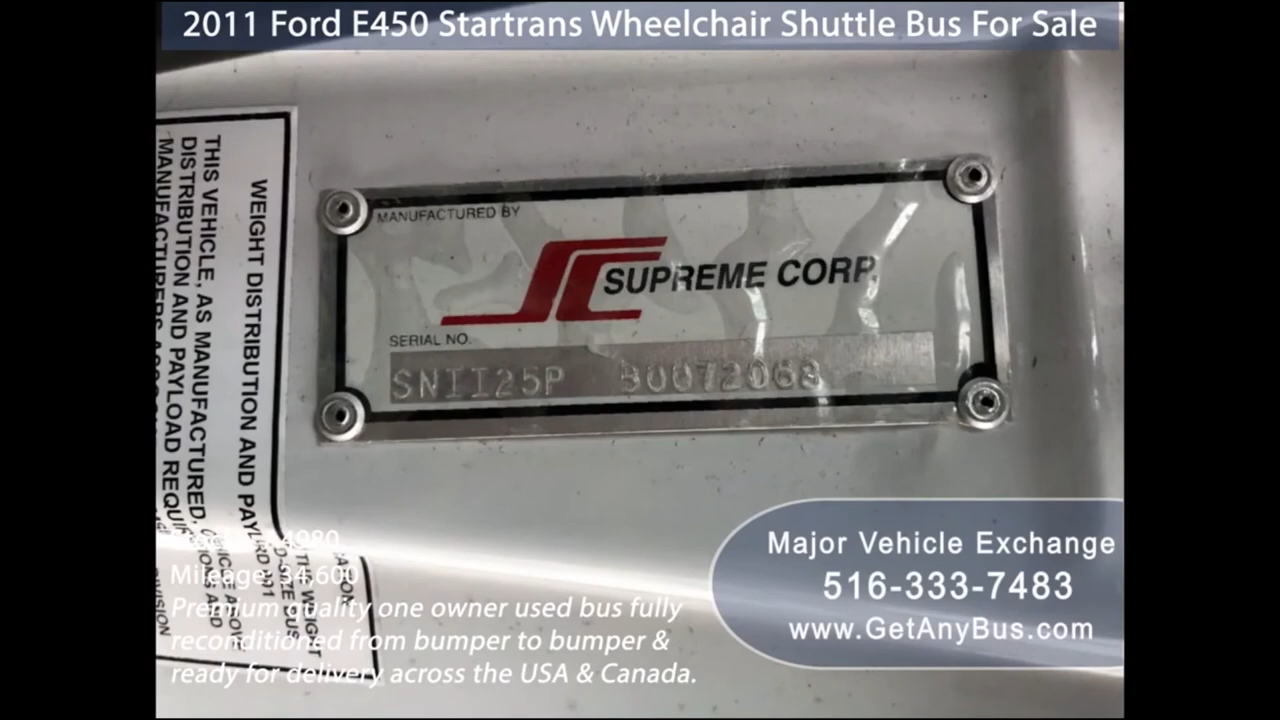 2011 Ford E450 Startrans Wheelchair Shuttle Bus For Sale
MANUFACTURED BY
SUPREME CORP.
SERIAL NO.
SNII25P 90072068
WEIGHT DISTRIBUTION AND
THIS VEHICLE, AS MANUFACTURED,
DISTRIBUTION AND PAYLOAD
Mileage: 34,600
Premium quality one owner used bus fully
reconditioned from bumper to bumper &
ready for delivery across the USA & Canada.
Major Vehicle Exchange
516-333-7483
www.GetAnyBus.com